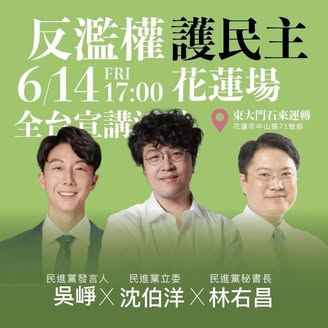 反濫權 護民主
6/14 FRI 17:00 花蓮場
全台宣講
東大門石來運轉
花蓮市中山路71號前
民進黨發言人 民進黨立委 民進黨秘書長
吳崢×沈伯洋×林右昌